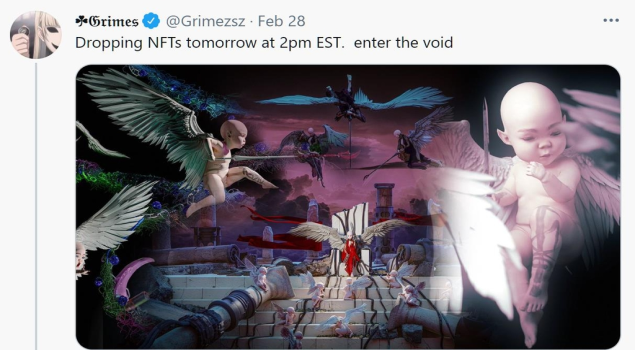 ☘𝕲𝖗𝖎𝖒𝖊𝖘 @Grimezsz · Feb 28
Dropping NFTs tomorrow at 2pm EST.  enter the void